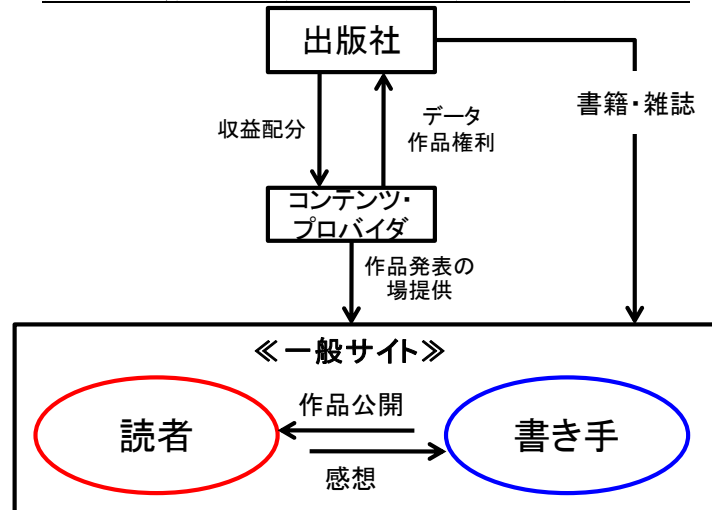 出版社
書籍・雑誌
収益配分
データ
作品権利
コンテンツ・
プロバイダ
作品発表の
場提供
≪一般サイト≫
読者
作品公開
感想
書き手